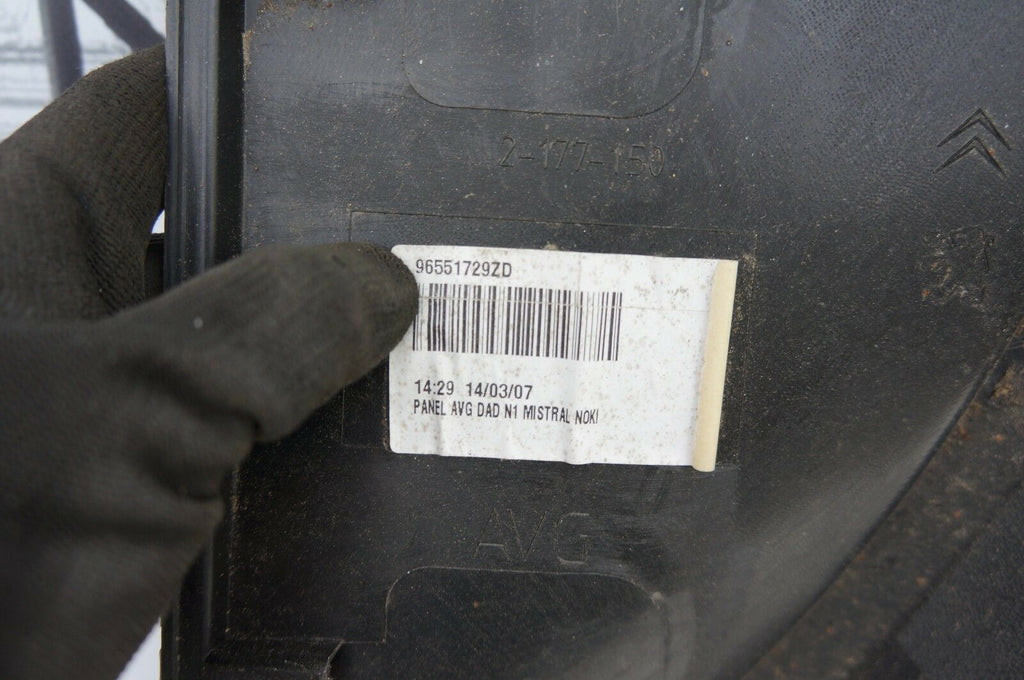 2-177-150
96551729ZD
14:29 14/03/07
PANEL AVG DAD N1 MISTRAL NOKI
AVG